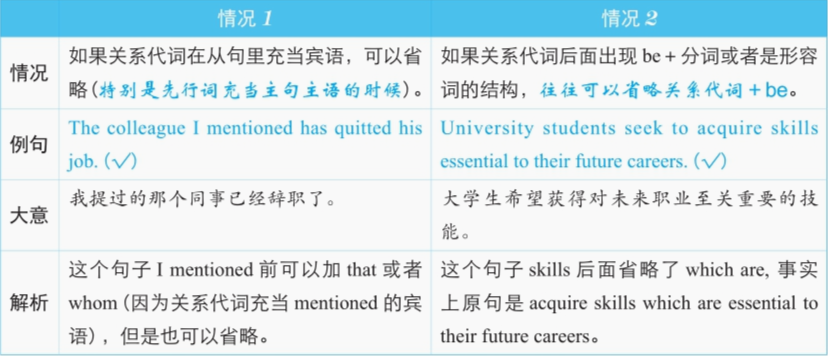 情况 1
情况 2
情况
如果关系代词在从句里充当宾语，可以省
略(特别是先行词充当主句主语的时候)。
如果关系代词后面出现 be + 分词或者是形容
词的结构，往往可以省略关系代词 + be。
例句
The colleague I mentioned has quitted his
job. (√)
University students seek to acquire skills
essential to their future careers. (√)
大意
我提过的那个同事已经辞职了。
大学生希望获得对未来职业至关重要的技
能。
解析
这个句子 I mentioned 前可以加 that 或者
whom (因为关系代词充当 mentioned 的宾
语)，但是也可以省略。
这个句子 skills 后面省略了 which are, 事实
上原句是 acquire skills which are essential to
their future careers。